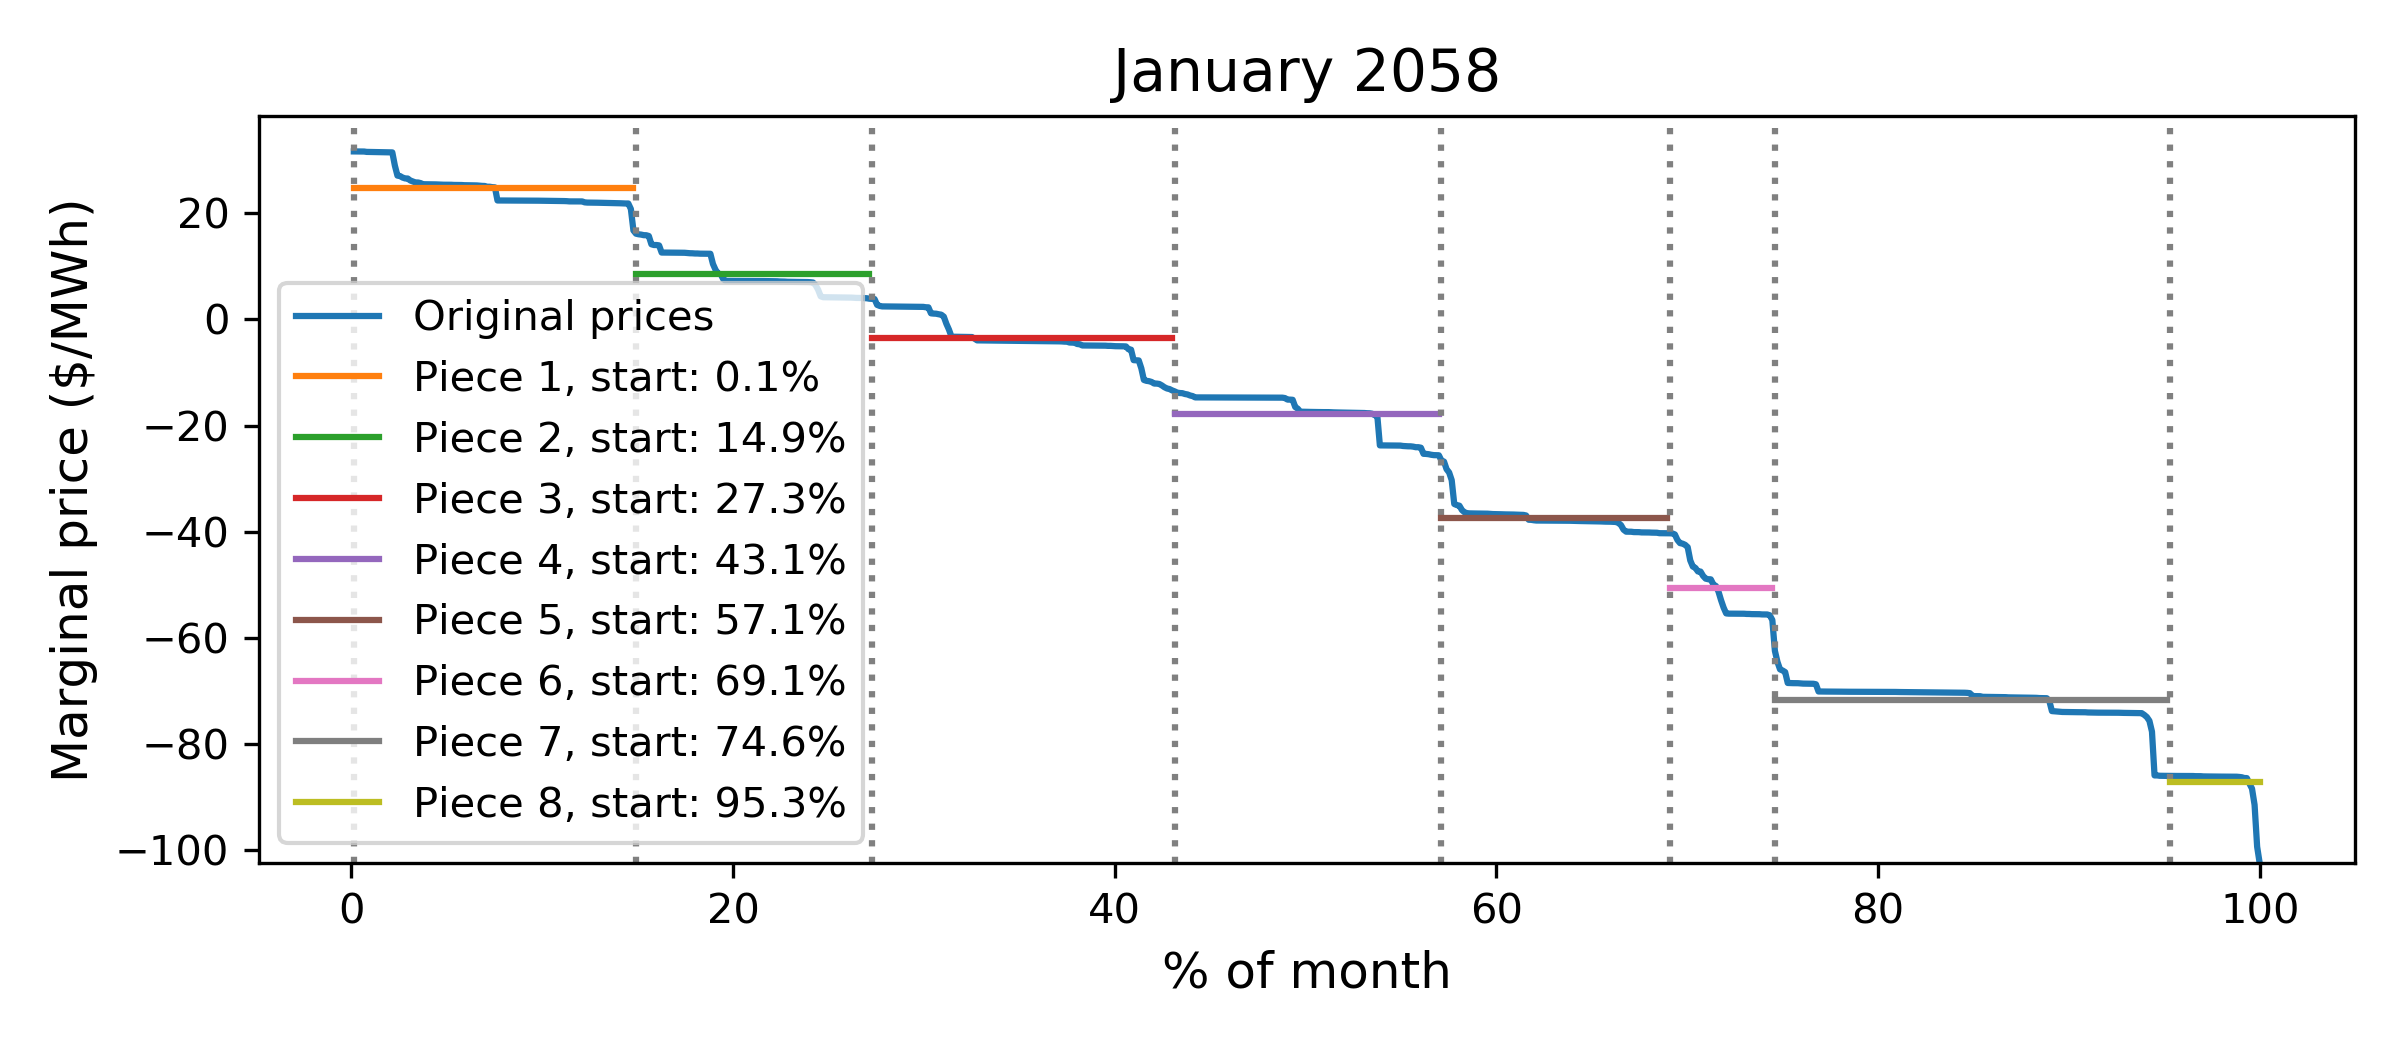 January 2058
Marginal price ($/MWh)
20
0
−20
−40
−60
−80
−100
Original prices
Piece 1, start: 0.1%
Piece 2, start: 14.9%
Piece 3, start: 27.3%
Piece 4, start: 43.1%
Piece 5, start: 57.1%
Piece 6, start: 69.1%
Piece 7, start: 74.6%
Piece 8, start: 95.3%
0 20 40 60 80 100
% of month